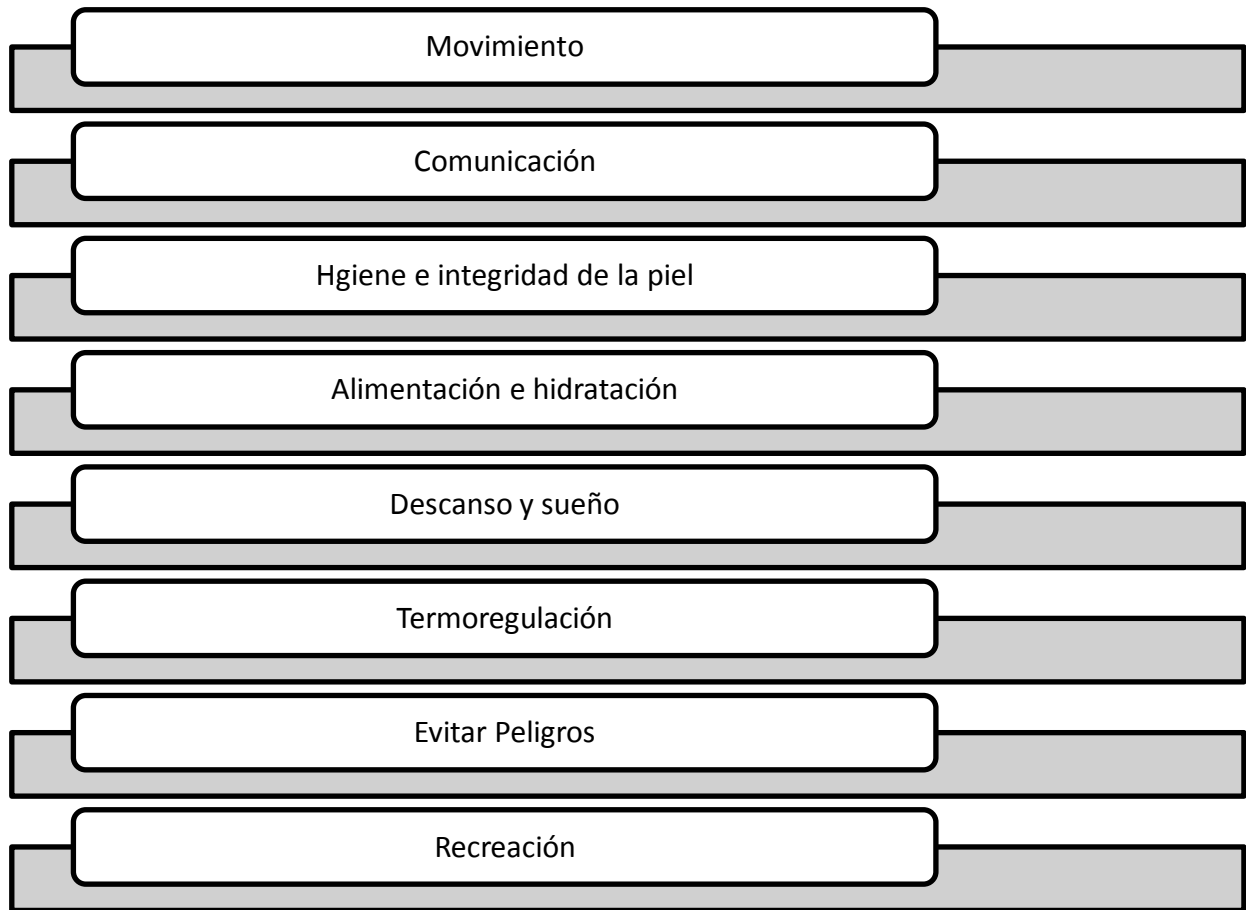 Movimiento
Comunicación
Hgiene e integridad de la piel
Alimentación e hidratación
Descanso y sueño
Termoregulación
Evitar Peligros
Recreación